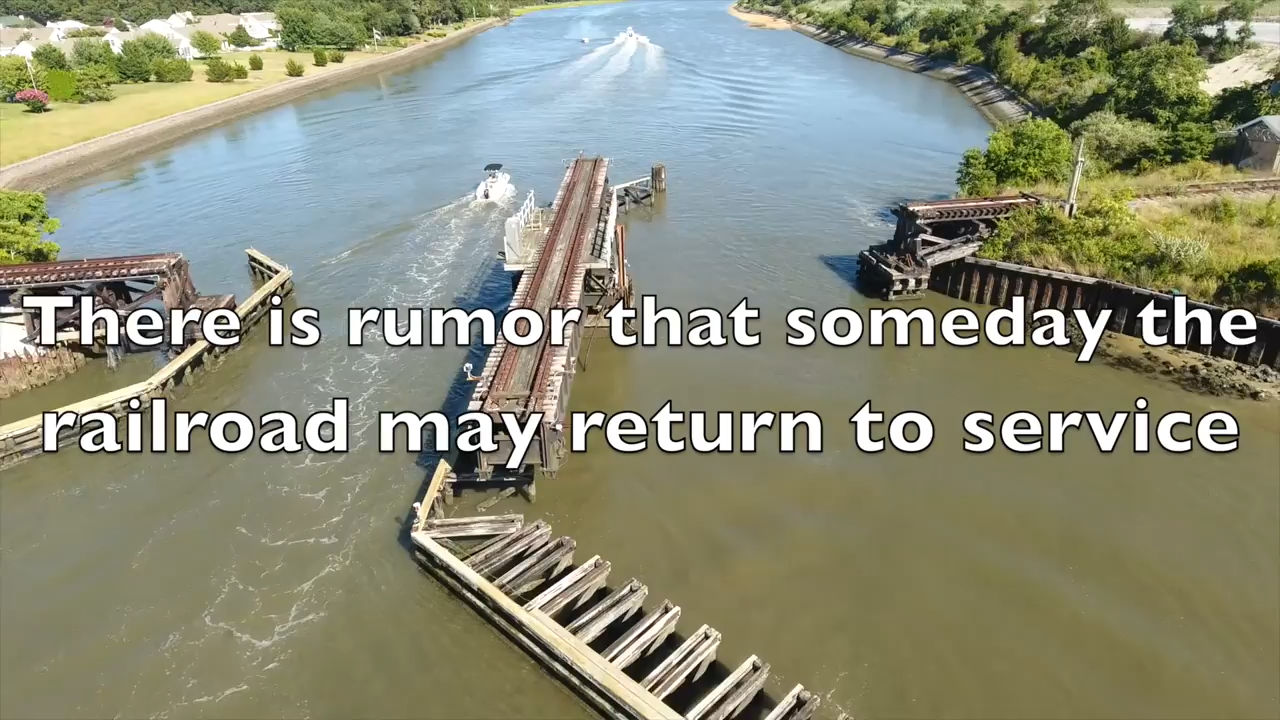 There is rumor that someday the
railroad may return to service